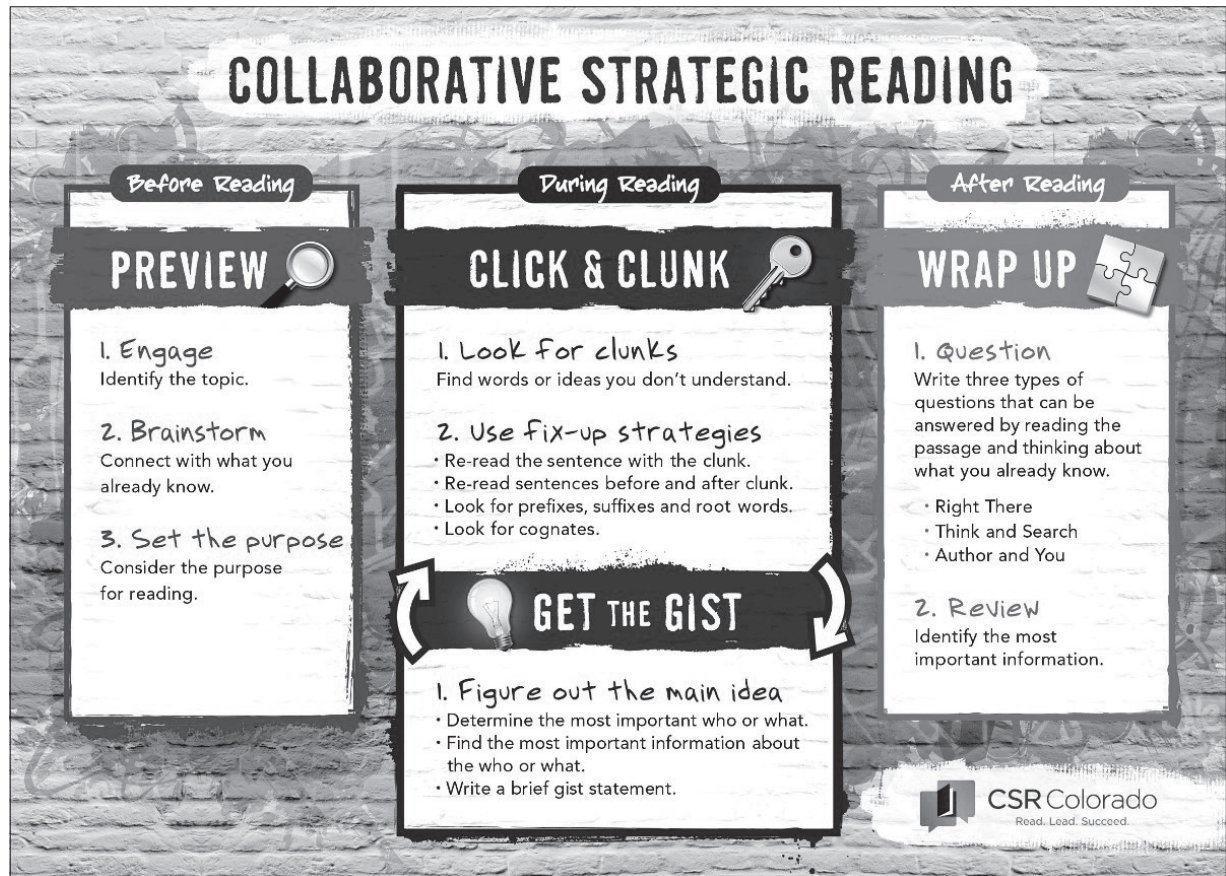 COLLABORATIVE STRATEGIC READING
Before Reading
PREVIEW
1. Engage
Identify the topic.
2. Brainstorm
Connect with what you
already know.
3. Set the purpose
Consider the purpose
for reading.
During Reading
CLICK & CLUNK
1. Look for clunks
Find words or ideas you don't understand.
2. Use fix-up strategies
· Re-read the sentence with the clunk.
· Re-read sentences before and after clunk.
· Look for prefixes, suffixes and root words.
· Look for cognates.
GET THE GIST
1. Figure out the main idea
· Determine the most important who or what.
· Find the most important information about
the who or what.
· Write a brief gist statement.
After Reading
WRAP UP
1. Question
Write three types of
questions that can be
answered by reading the
passage and thinking about
what you already know.
· Right There
· Think and Search
· Author and You
2. Review
Identify the most
important information.
CSR Colorado
Read. Lead. Succeed.